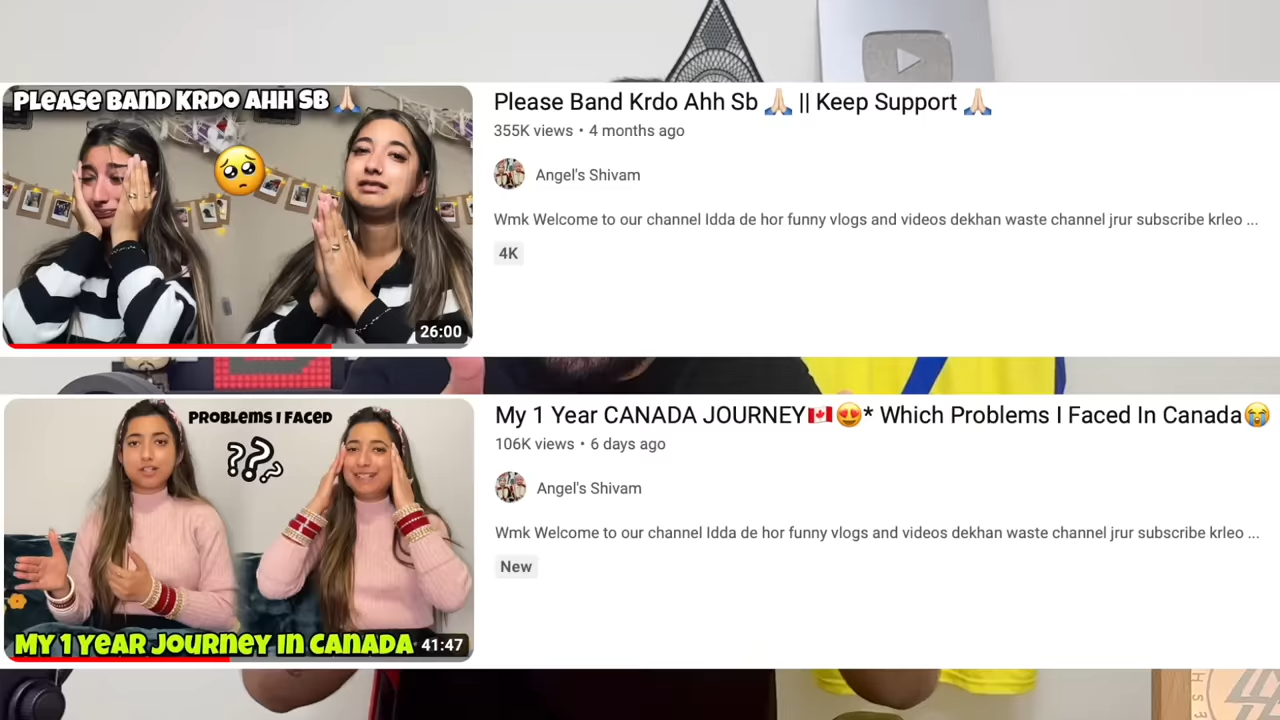 PLEASE BAND KRDO AHH SB 🙏🏻
26:00
Please Band Krdo Ahh Sb 🙏🏻 || Keep Support 🙏🏻
355K views • 4 months ago
Angel's Shivam
Wmk Welcome to our channel Idda de hor funny vlogs and videos dekhan waste channel jrur subscribe krleo ...
4K
PROBLEMS I FACED
???
MY 1 YEAR JOURNEY IN CANADA
41:47
My 1 Year CANADA JOURNEY🇨🇦😍* Which Problems I Faced In Canada😭
106K views • 6 days ago
Angel's Shivam
Wmk Welcome to our channel Idda de hor funny vlogs and videos dekhan waste channel jrur subscribe krleo ...
New